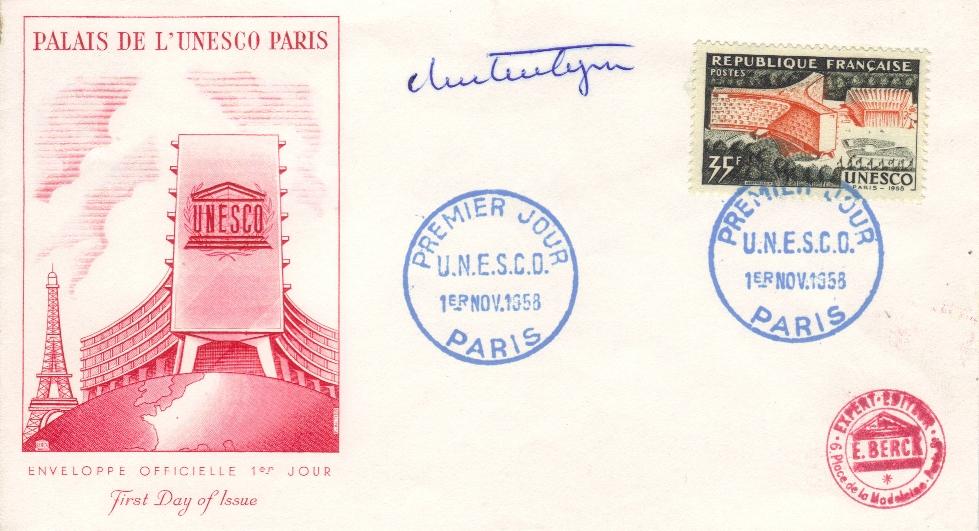 PALAIS DE L'UNESCO PARIS
UNESCO
ENVELOPPE OFFICIELLE 1er JOUR
First Day of Issue
PREMIER JOUR
U.N.E.S.C.O.
1ER NOV.1958
PARIS
REPUBLIQUE FRANÇAISE
POSTES
35F
UNESCO
PARIS - 1958
PREMIER JOUR
U.N.E.S.C.O.
1ER NOV.1958
PARIS
EXPERT-EDITEUR
E. BERCK
6, Place de la Madeleine